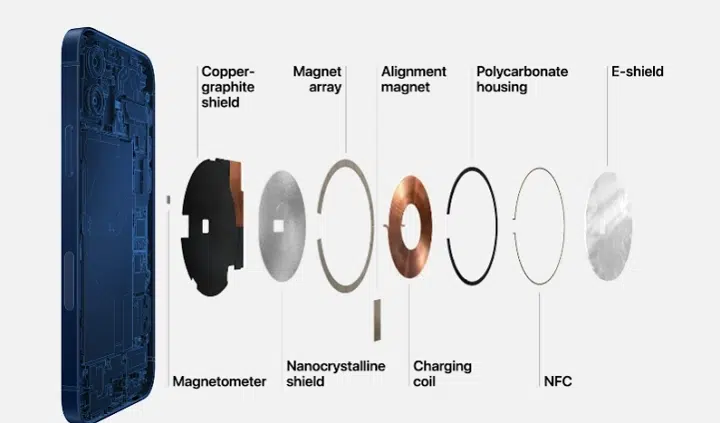 Copper-
graphite
shield
Magnet
array
Alignment
magnet
Polycarbonate
housing
E-shield
Magnetometer
Nanocrystalline
shield
Charging
coil
NFC